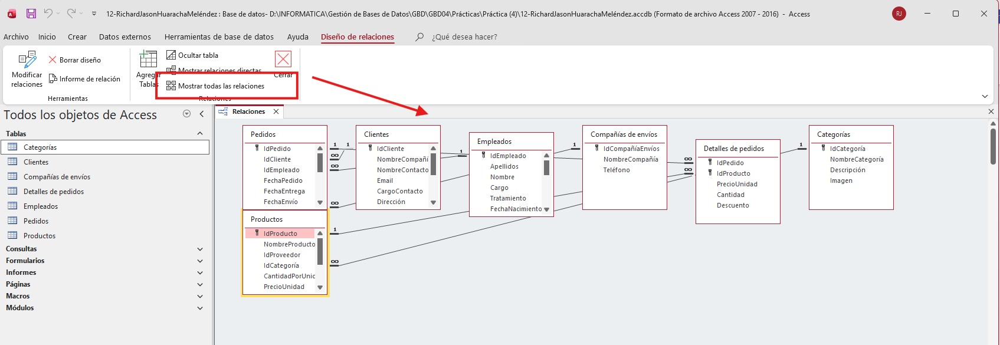 12-RichardJasonHuarachaMeléndez : Base de datos- D:\INFORMATICA\Gestión de Bases de Datos\GBD\GBD04\Prácticas\Práctica (4)\12-RichardJasonHuarachaMeléndez.accdb (Formato de archivo Access 2007 - 2016) - Access
RJ
Archivo Inicio Crear Datos externos Herramientas de base de datos Ayuda Diseño de relaciones ¿Qué desea hacer?
Modificar relaciones
Borrar diseño
Informe de relación
Herramientas
Agregar Tablas
Ocultar tabla
Mostrar relaciones directas
Mostrar todas las relaciones
Cerrar
Relaciones
Todos los objetos de Access
Tablas
Categorías
Clientes
Compañías de envíos
Detalles de pedidos
Empleados
Pedidos
Productos
Consultas
Formularios
Informes
Páginas
Macros
Módulos
Relaciones
Pedidos
IdPedido
IdCliente
IdEmpleado
FechaPedido
FechaEntrega
FechaEnvío
Productos
IdProducto
NombreProducto
IdProveedor
IdCategoría
CantidadPorUnic
PrecioUnidad
Clientes
IdCliente
NombreCompañí
NombreContacto
Email
CargoContacto
Dirección
Empleados
IdEmpleado
Apellidos
Nombre
Cargo
Tratamiento
FechaNacimiento
Compañías de envíos
IdCompañíaEnvíos
NombreCompañía
Teléfono
Detalles de pedidos
IdPedido
IdProducto
PrecioUnidad
Cantidad
Descuento
Categorías
IdCategoría
NombreCategoría
Descripción
Imagen
1 1 1 1 1 1
∞ ∞ ∞ ∞ ∞ ∞